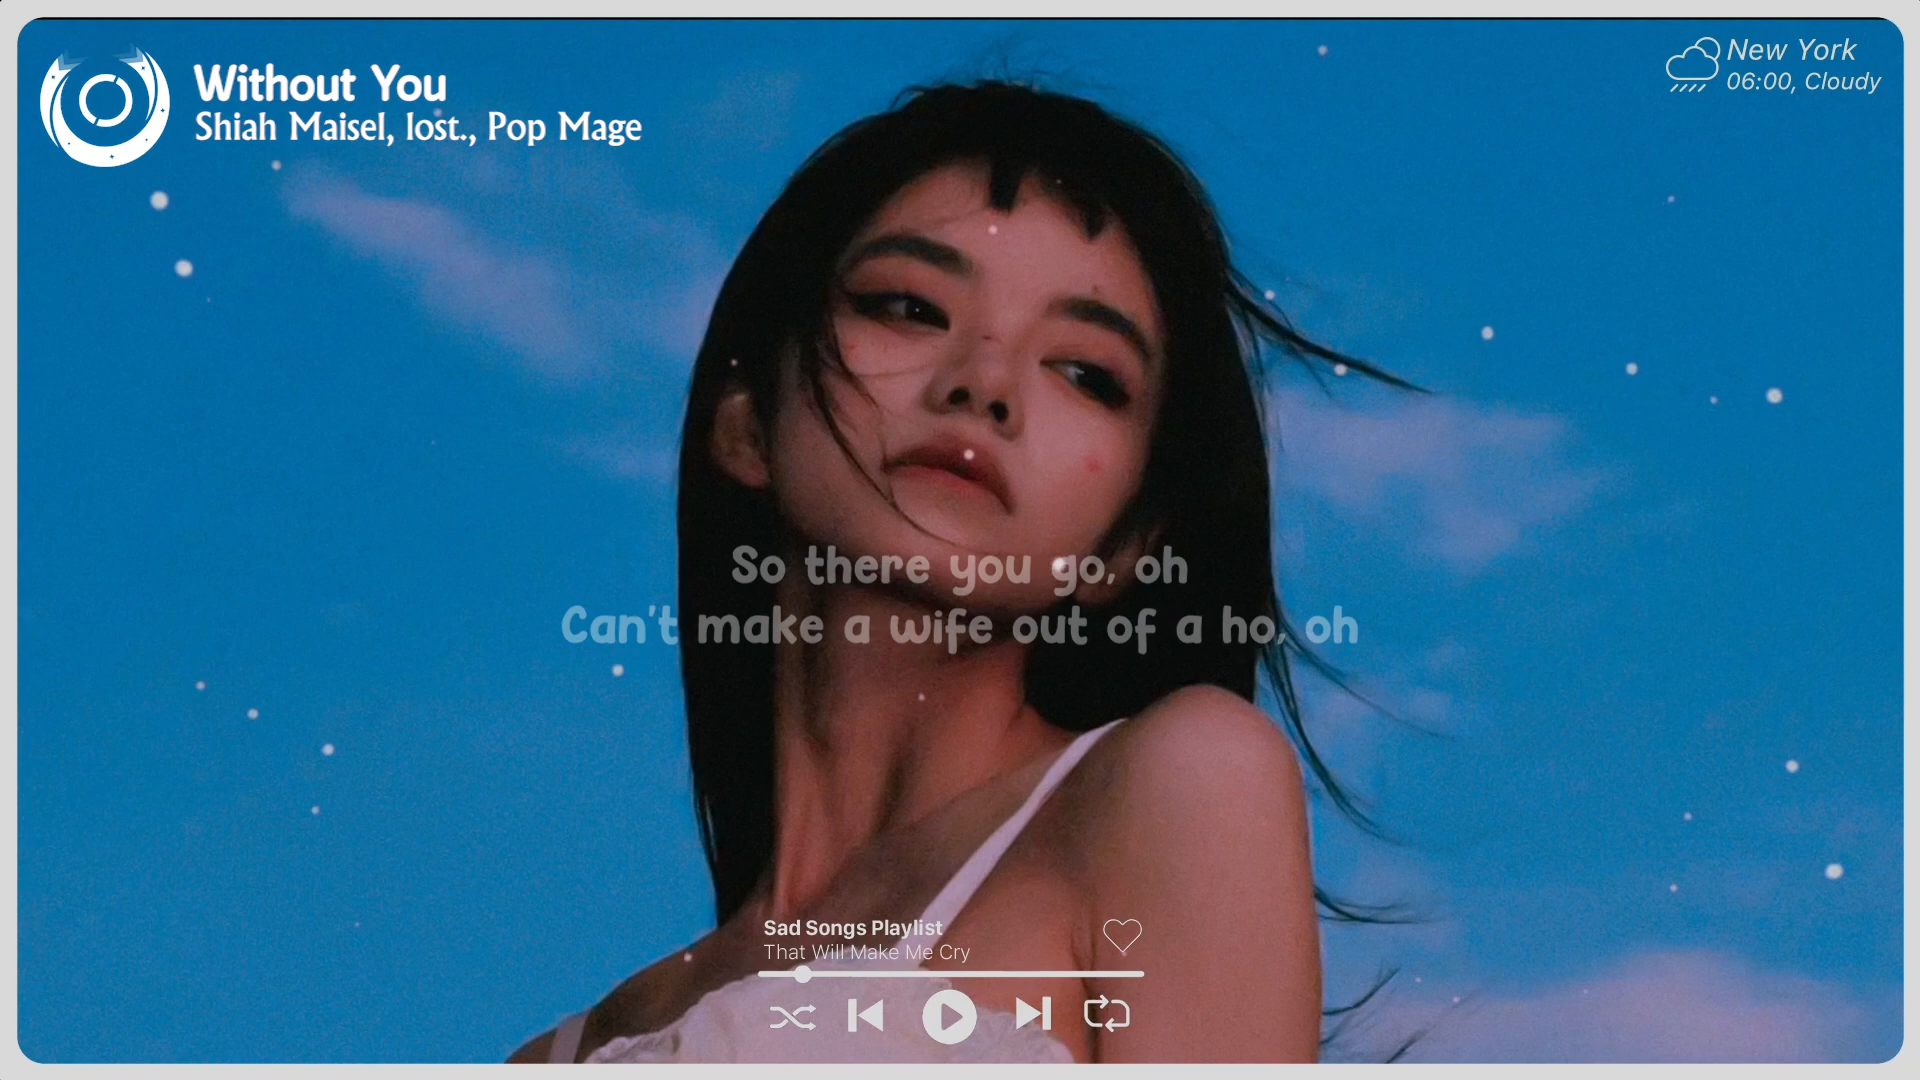 Without You
Shiah Maisel, lost., Pop Mage
New York
06:00, Cloudy
So there you go, oh
Can't make a wife out of a ho, oh
Sad Songs Playlist
That Will Make Me Cry